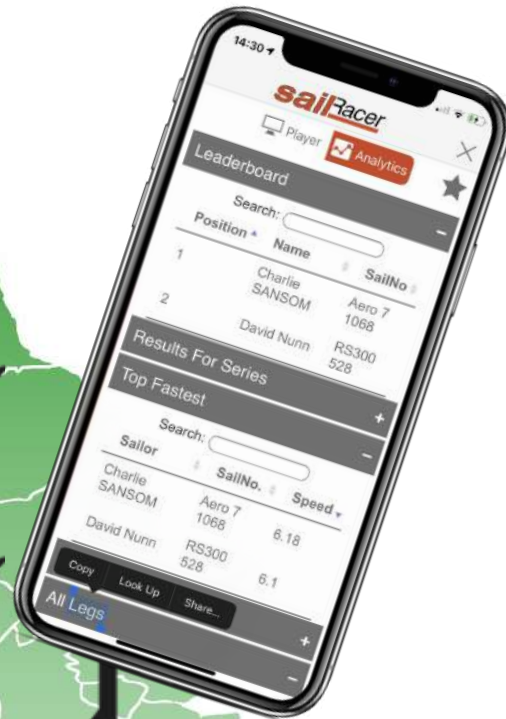 14:30
sailRacer
Player Analytics
Leaderboard −
Search:
Position Name SailNo
1 Charlie SANSOM Aero 7 1068
2 David Nunn RS300 528
Results For Series +
Top Fastest −
Search:
Sailor SailNo. Speed
Charlie SANSOM Aero 7 1068 6.18
David Nunn RS300 528 6.1
Copy Look Up Share...
All Legs +
−